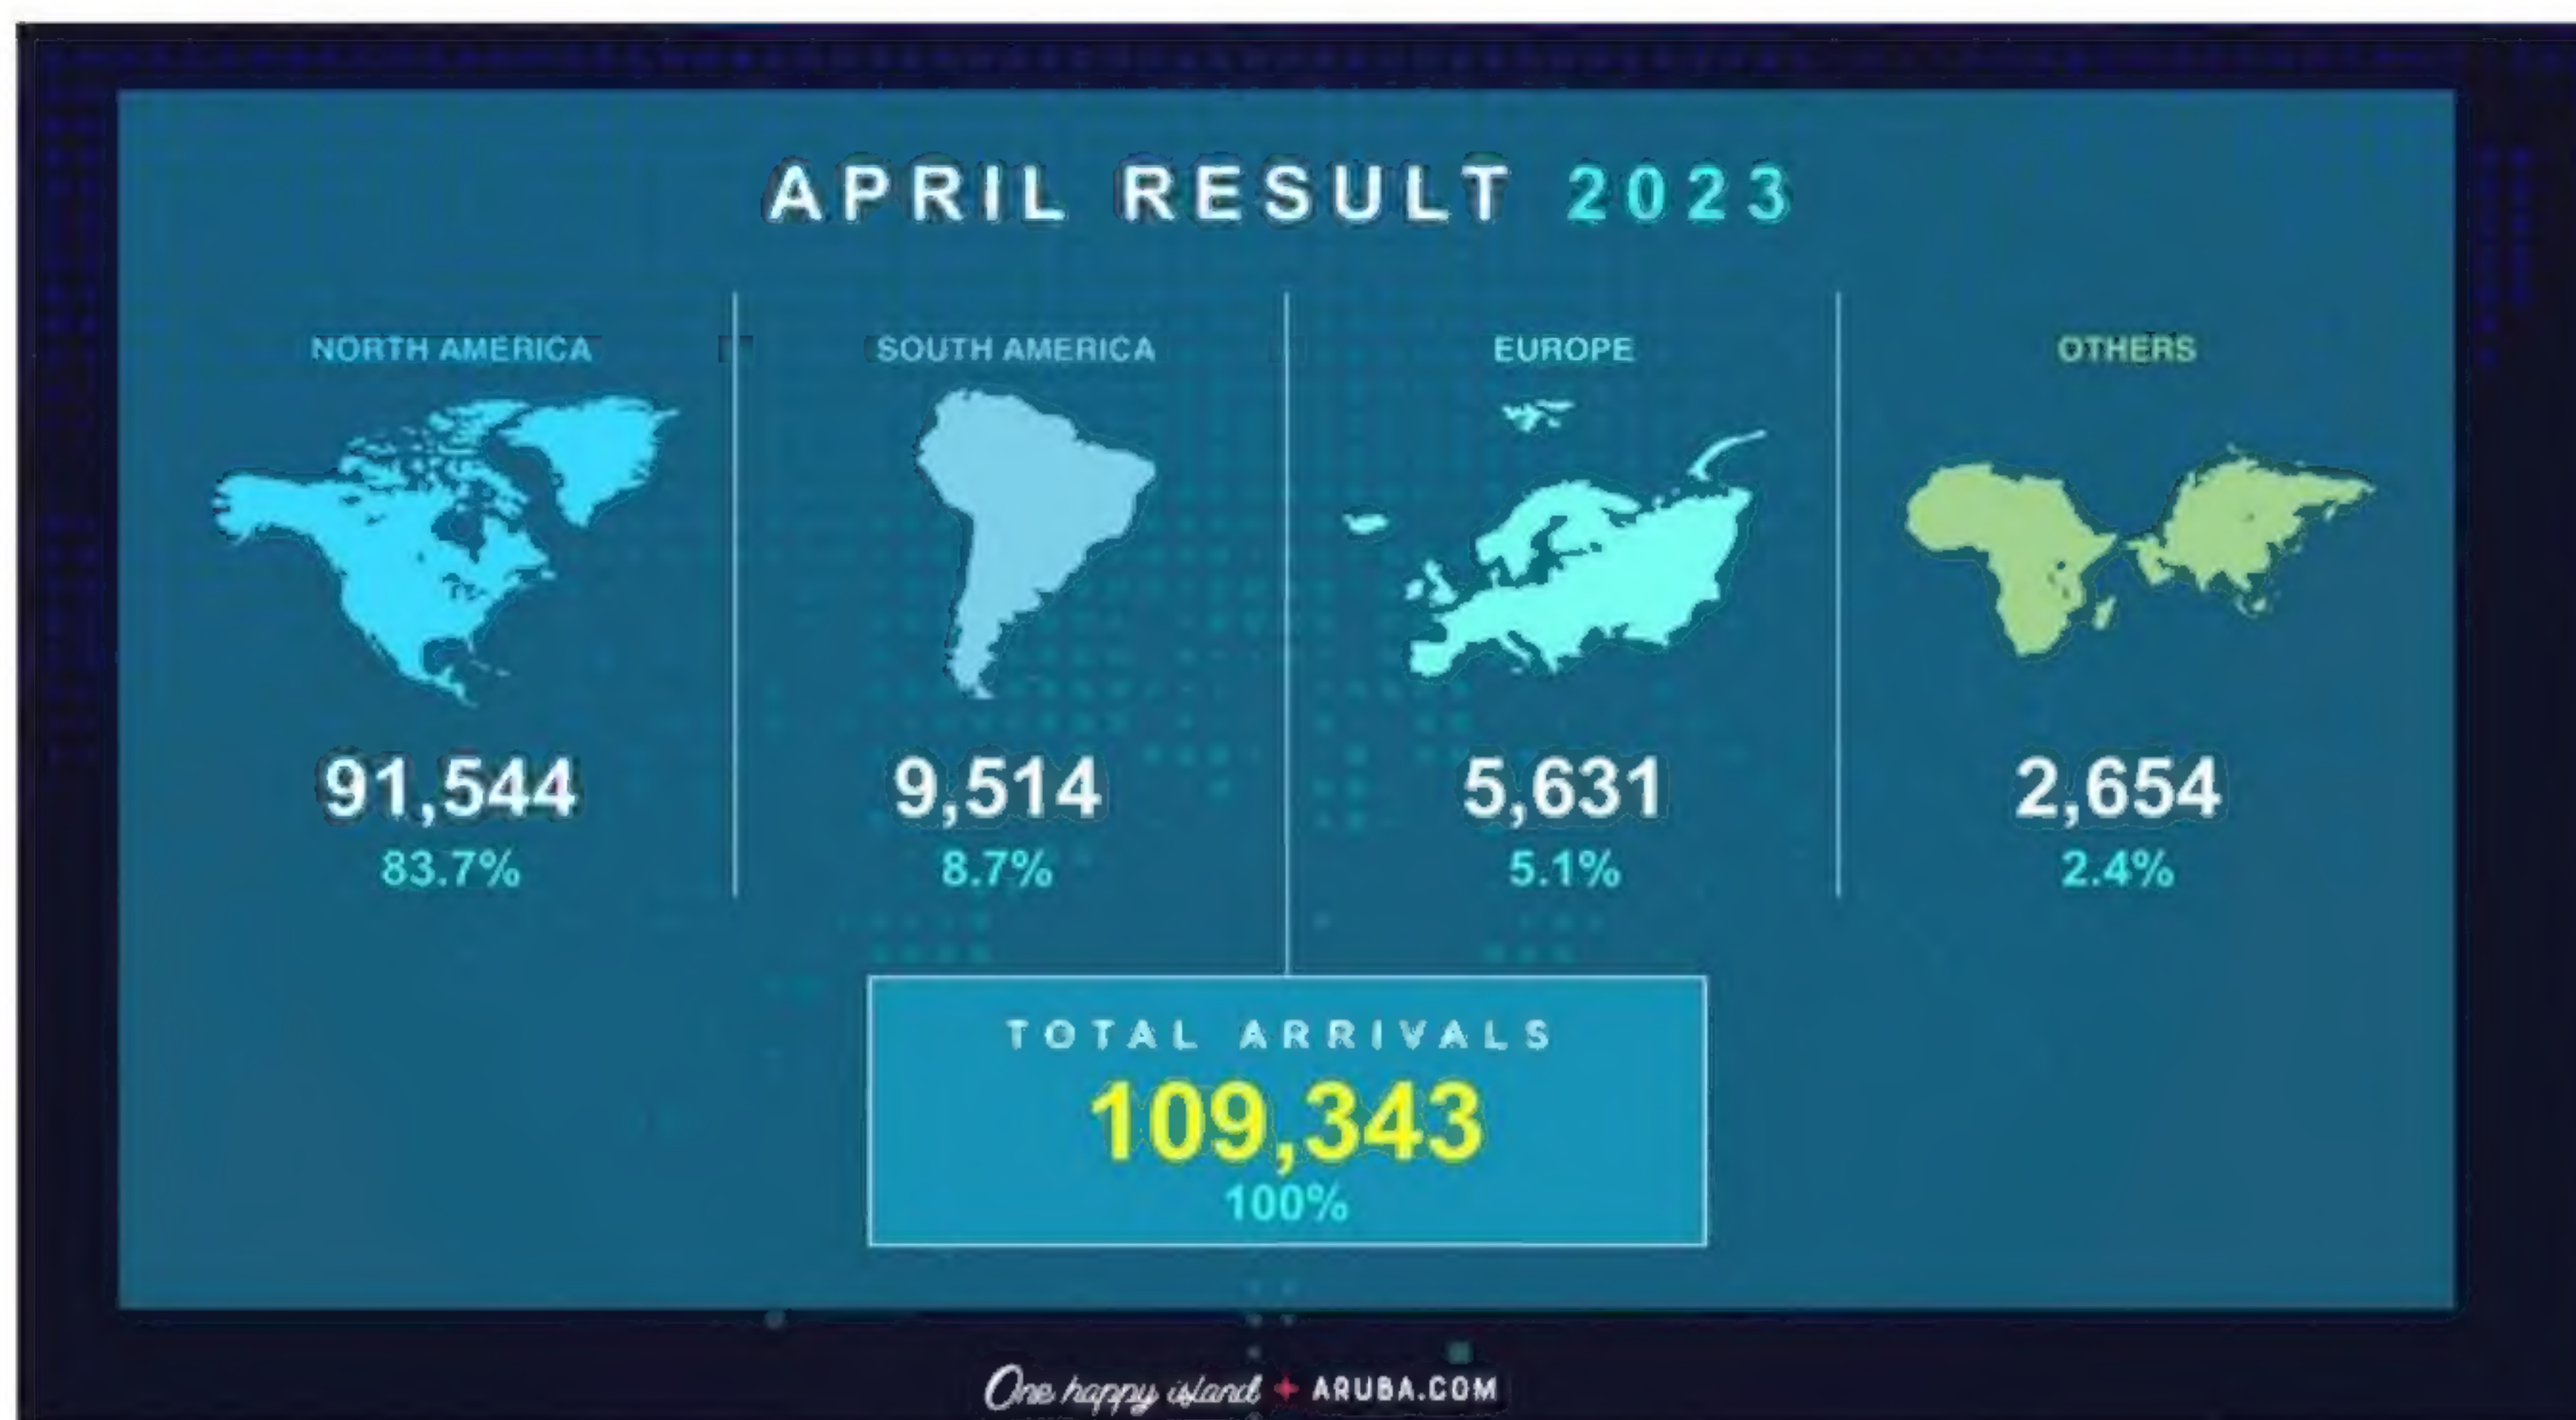 APRIL RESULT 2023
NORTH AMERICA
91,544
83.7%
SOUTH AMERICA
9,514
8.7%
EUROPE
5,631
5.1%
OTHERS
2,654
2.4%
TOTAL ARRIVALS
109,343
100%
One happy island + ARUBA.COM